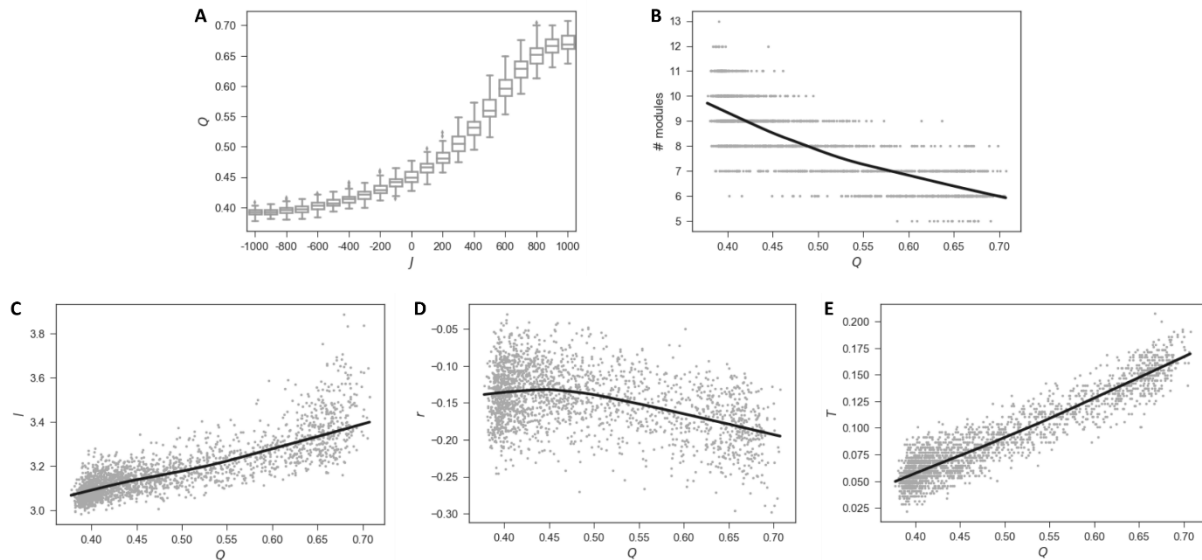 A
Q
0.70
0.65
0.60
0.55
0.50
0.45
0.40
-1000 -800 -600 -400 -200 0 200 400 600 800 1000
J
B
# modules
13
12
11
10
9
8
7
6
5
0.40 0.45 0.50 0.55 0.60 0.65 0.70
Q
C
l
3.8
3.6
3.4
3.2
3.0
0.40 0.45 0.50 0.55 0.60 0.65 0.70
Q
D
r
−0.05
−0.10
−0.15
−0.20
−0.25
−0.30
0.40 0.45 0.50 0.55 0.60 0.65 0.70
Q
E
T
0.200
0.175
0.150
0.125
0.100
0.075
0.050
0.025
0.40 0.45 0.50 0.55 0.60 0.65 0.70
Q